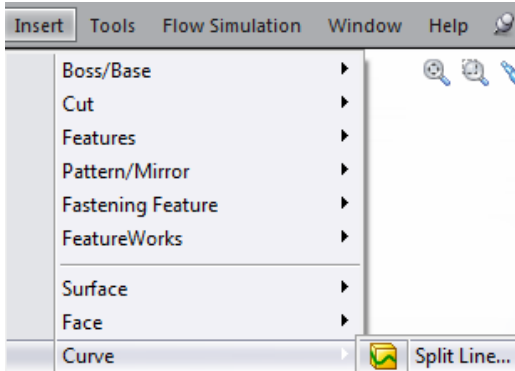 Insert Tools Flow Simulation Window Help
Boss/Base
Cut
Features
Pattern/Mirror
Fastening Feature
FeatureWorks
Surface
Face
Curve Split Line...